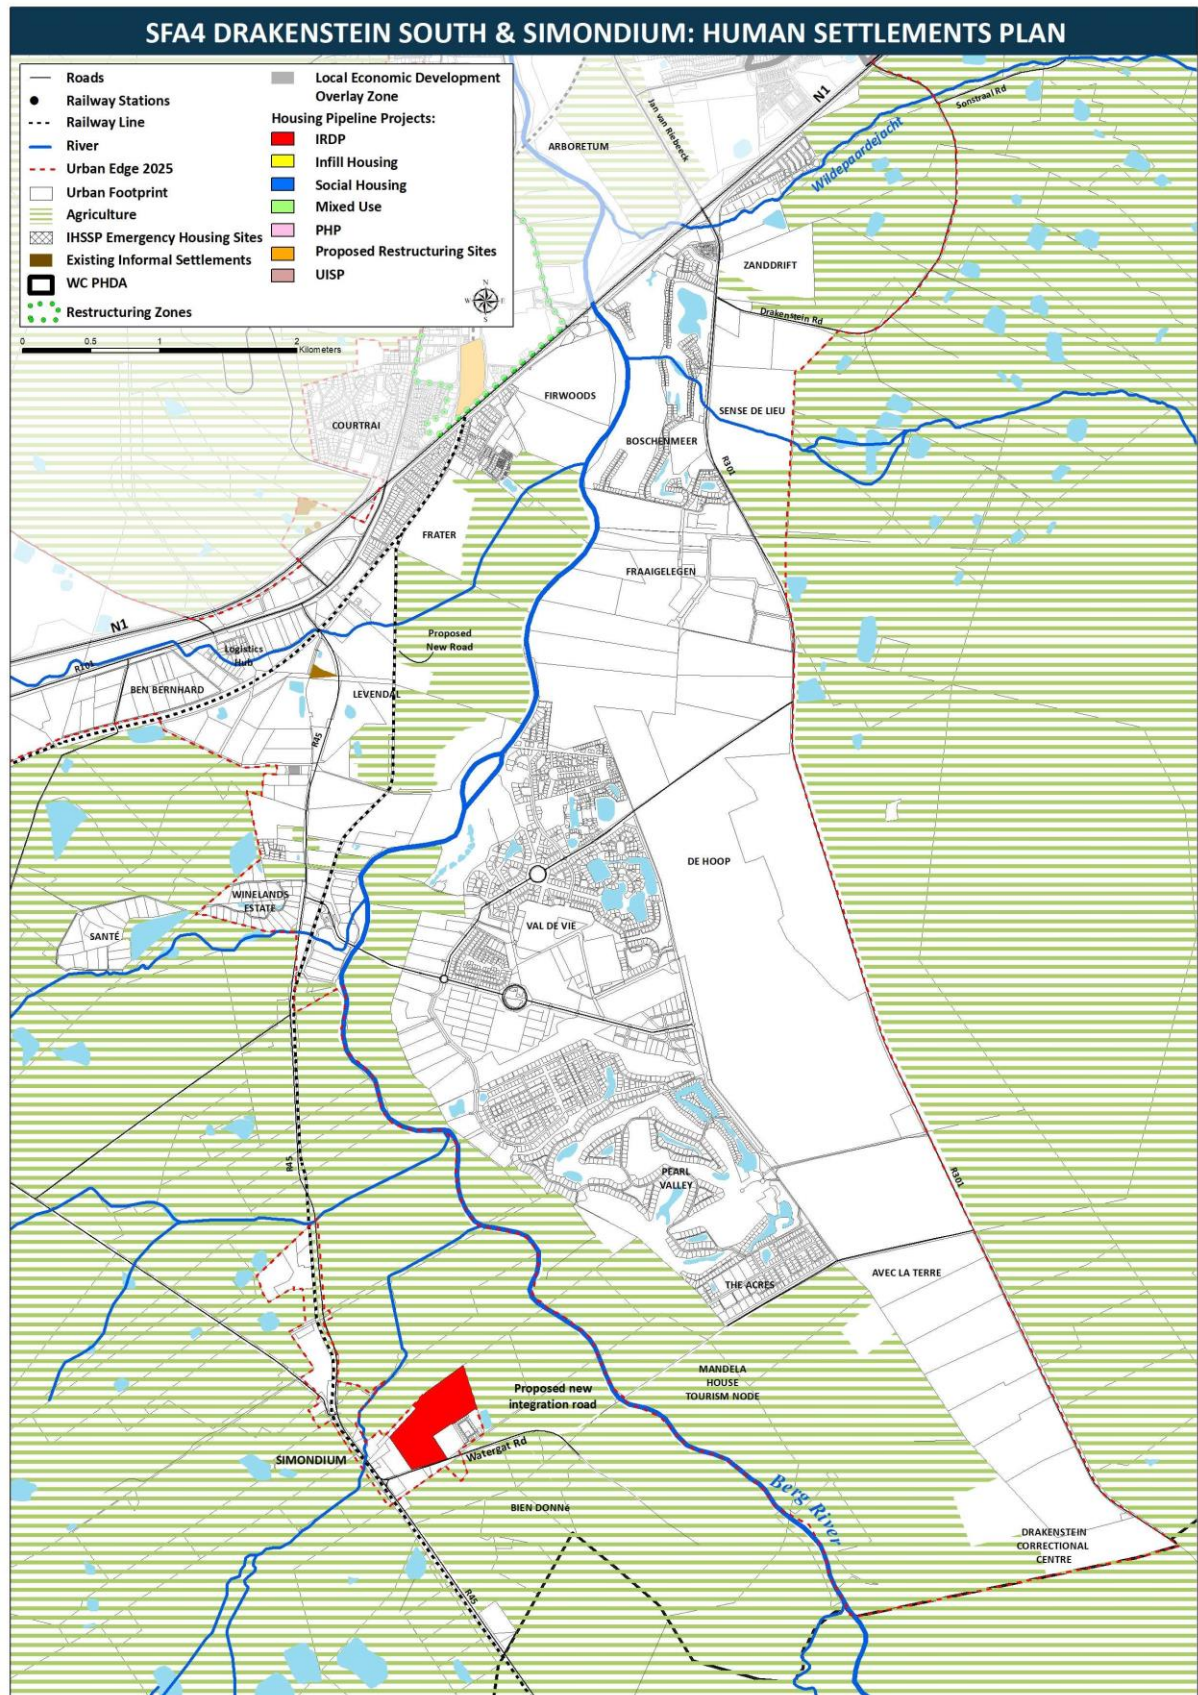 SFA4 DRAKENSTEIN SOUTH & SIMONDIUM: HUMAN SETTLEMENTS PLAN
Roads
Railway Stations
Railway Line
River
Urban Edge 2025
Urban Footprint
Agriculture
IHSSP Emergency Housing Sites
Existing Informal Settlements
WC PHDA
Restructuring Zones
Local Economic Development
Overlay Zone
Housing Pipeline Projects:
IRDP
Infill Housing
Social Housing
Mixed Use
PHP
Proposed Restructuring Sites
UISP
N
W E
S
0 0.5 1 2
Kilometers
N1
Sonstraal Rd
Jan van Riebeeck
ARBORETUM
Wildepaardejacht
ZANDDRIFT
Drakenstein Rd
FIRWOODS
SENSE DE LIEU
COURTRAI
BOSCHENMEER
R301
FRATER
FRAAIGELEGEN
N1
Proposed
New Road
Logistics
Hub
R101
BEN BERNHARD
LEVENDAL
R45
DE HOOP
WINELANDS
ESTATE
VAL DE VIE
SANTÉ
R45
PEARL
VALLEY
R301
AVEC LA TERRE
THE ACRES
MANDELA
HOUSE
TOURISM NODE
Proposed new
integration road
Watergat Rd
SIMONDIUM
BIEN DONNé
Berg River
DRAKENSTEIN
CORRECTIONAL
CENTRE
R45